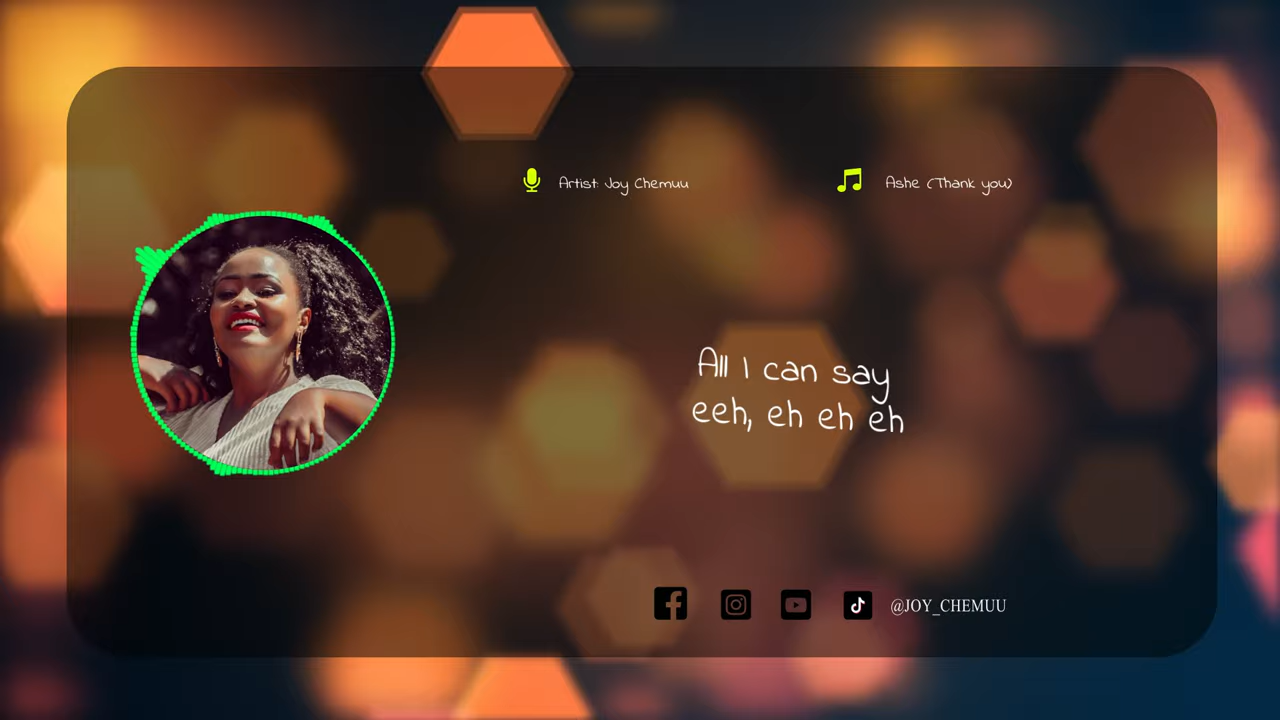 Artist: Joy Chemuu
Ashe (Thank you)
All I can say
eeh, eh eh eh
@JOY_CHEMUU